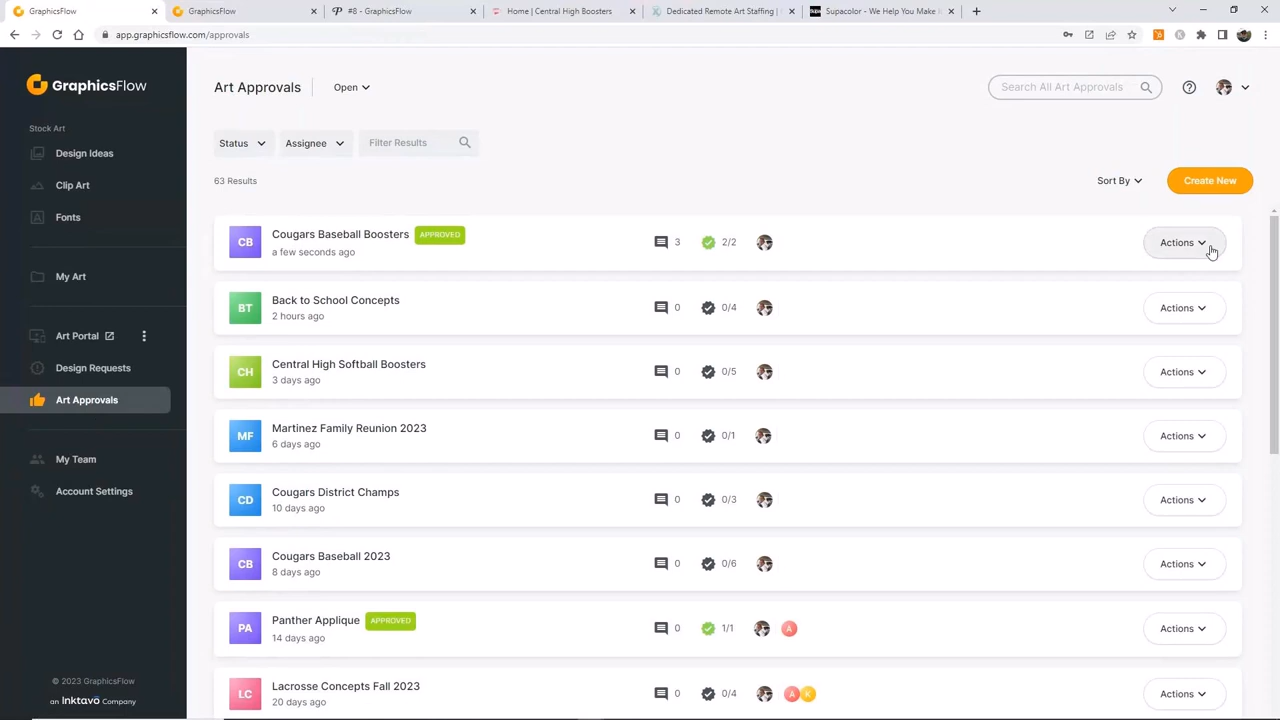 GraphicsFlow
GraphicsFlow
#8 - GraphicsFlow
Home | Central High Booster
Dedicated Remote Staffing |
Supacolor - When Do You Make I
app.graphicsflow.com/approvals
GraphicsFlow
Stock Art
Design Ideas
Clip Art
Fonts
My Art
Art Portal
Design Requests
Art Approvals
My Team
Account Settings
© 2023 GraphicsFlow
an Inktavo Company
Art Approvals
Open
Search All Art Approvals
Status
Assignee
Filter Results
63 Results
Sort By
Create New
CB
Cougars Baseball Boosters
APPROVED
a few seconds ago
3
2/2
Actions
BT
Back to School Concepts
2 hours ago
0
0/4
Actions
CH
Central High Softball Boosters
3 days ago
0
0/5
Actions
MF
Martinez Family Reunion 2023
6 days ago
0
0/1
Actions
CD
Cougars District Champs
10 days ago
0
0/3
Actions
CB
Cougars Baseball 2023
8 days ago
0
0/6
Actions
PA
Panther Applique
APPROVED
14 days ago
0
1/1
A
Actions
LC
Lacrosse Concepts Fall 2023
20 days ago
0
0/4
A
K
Actions